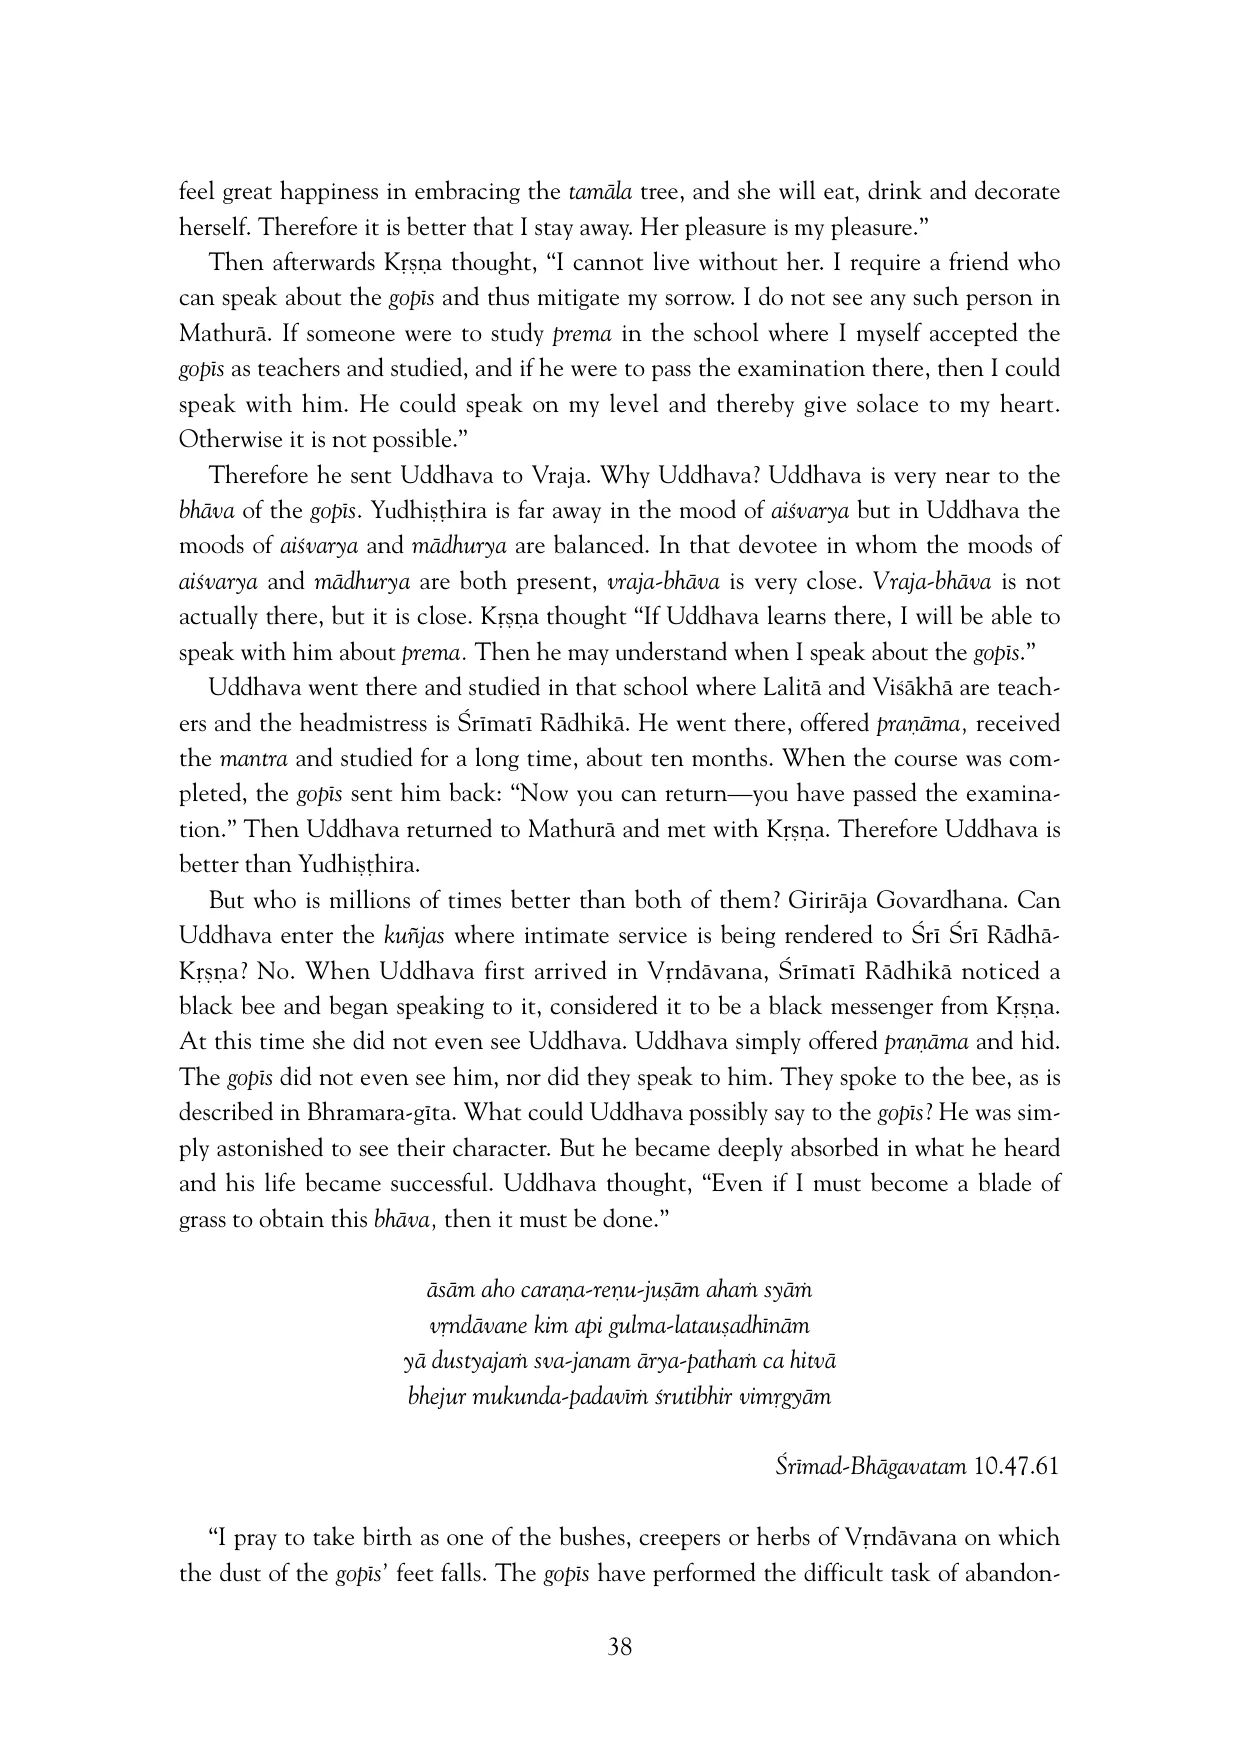 feel great happiness in embracing the tamāla tree, and she will eat, drink and decorate
herself. Therefore it is better that I stay away. Her pleasure is my pleasure.”
Then afterwards Kṛṣṇa thought, “I cannot live without her. I require a friend who
can speak about the gopīs and thus mitigate my sorrow. I do not see any such person in
Mathurā. If someone were to study prema in the school where I myself accepted the
gopīs as teachers and studied, and if he were to pass the examination there, then I could
speak with him. He could speak on my level and thereby give solace to my heart.
Otherwise it is not possible.”
Therefore he sent Uddhava to Vraja. Why Uddhava? Uddhava is very near to the
bhāva of the gopīs. Yudhiṣṭhira is far away in the mood of aiśvarya but in Uddhava the
moods of aiśvarya and mādhurya are balanced. In that devotee in whom the moods of
aiśvarya and mādhurya are both present, vraja-bhāva is very close. Vraja-bhāva is not
actually there, but it is close. Kṛṣṇa thought “If Uddhava learns there, I will be able to
speak with him about prema. Then he may understand when I speak about the gopīs.”
Uddhava went there and studied in that school where Lalitā and Viśākhā are teach-
ers and the headmistress is Śrīmatī Rādhikā. He went there, offered praṇāma, received
the mantra and studied for a long time, about ten months. When the course was com-
pleted, the gopīs sent him back: “Now you can return—you have passed the examina-
tion.” Then Uddhava returned to Mathurā and met with Kṛṣṇa. Therefore Uddhava is
better than Yudhiṣṭhira.
But who is millions of times better than both of them? Girirāja Govardhana. Can
Uddhava enter the kuñjas where intimate service is being rendered to Śrī Śrī Rādhā-
Kṛṣṇa? No. When Uddhava first arrived in Vṛndāvana, Śrīmatī Rādhikā noticed a
black bee and began speaking to it, considered it to be a black messenger from Kṛṣṇa.
At this time she did not even see Uddhava. Uddhava simply offered praṇāma and hid.
The gopīs did not even see him, nor did they speak to him. They spoke to the bee, as is
described in Bhramara-gīta. What could Uddhava possibly say to the gopīs? He was sim-
ply astonished to see their character. But he became deeply absorbed in what he heard
and his life became successful. Uddhava thought, “Even if I must become a blade of
grass to obtain this bhāva, then it must be done.”
āsām aho caraṇa-reṇu-juṣām ahaṁ syāṁ
vṛndāvane kim api gulma-latauṣadhīnām
yā dustyajaṁ sva-janam ārya-pathaṁ ca hitvā
bhejur mukunda-padavīṁ śrutibhir vimṛgyām
Śrīmad-Bhāgavatam 10.47.61
“I pray to take birth as one of the bushes, creepers or herbs of Vṛndāvana on which
the dust of the gopīs’ feet falls. The gopīs have performed the difficult task of abandon-
38